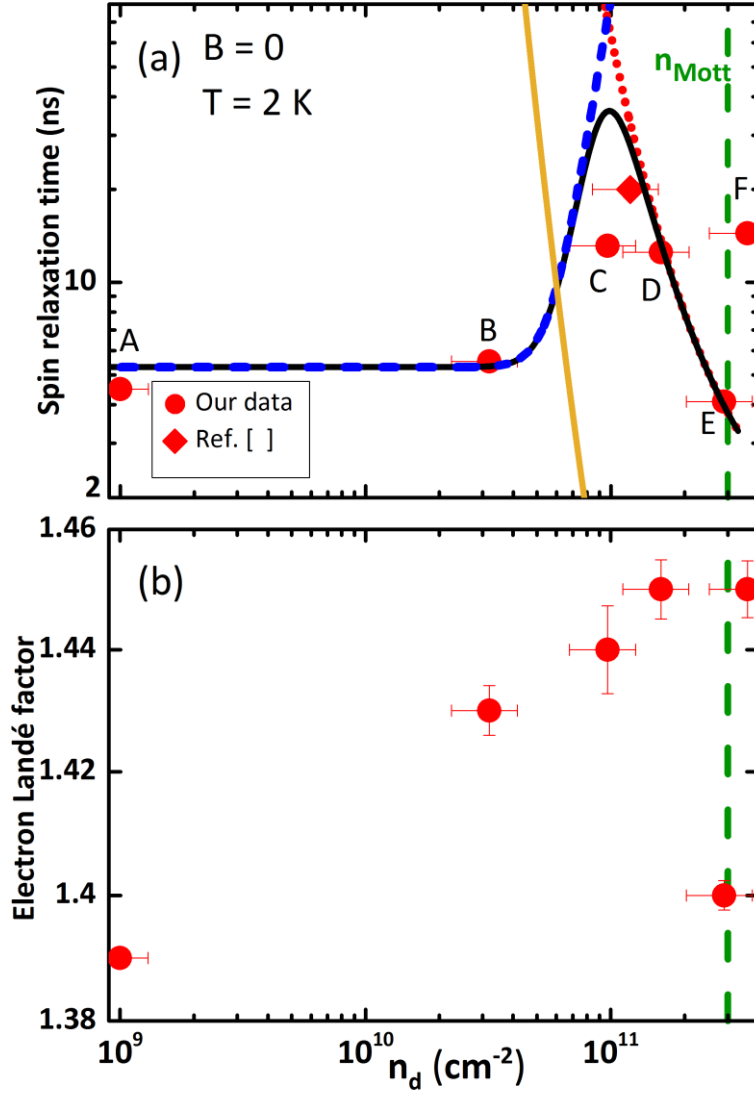 (a) B = 0
T = 2 K
n_Mott
Spin relaxation time (ns)
10
2
A
B
C
D
E
F
Our data
Ref. [ ]
(b)
Electron Landé factor
1.46
1.44
1.42
1.4
1.38
10^9 10^10 10^11
n_d (cm^-2)